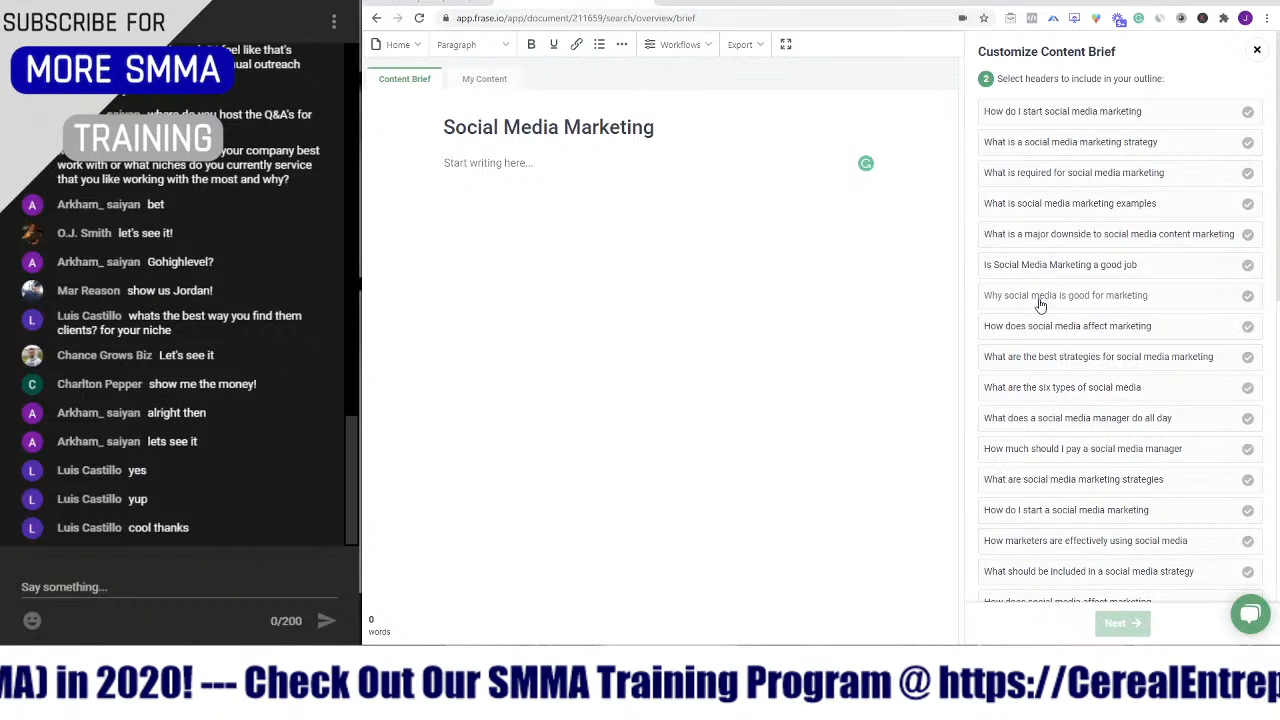 SUBSCRIBE FOR
MORE SMMA
TRAINING
feel like that's
outreach
where do you host the Q&A's for
your company best
work with or what niches do you currently service
that you like working with the most and why?
A Arkham_ saiyan bet
O.J. Smith let's see it!
A Arkham_ saiyan Gohighlevel?
Mar Reason show us Jordan!
L Luis Castillo whats the best way you find them
clients? for your niche
Chance Grows Biz Let's see it
C Charlton Pepper show me the money!
A Arkham_ saiyan alright then
A Arkham_ saiyan lets see it
L Luis Castillo yes
L Luis Castillo yup
L Luis Castillo cool thanks
Say something...
0/200
app.frase.io/app/document/211659/search/overview/brief
Home Paragraph B U Workflows Export
Content Brief My Content
Social Media Marketing
Start writing here...
0
words
Customize Content Brief
2 Select headers to include in your outline:
How do I start social media marketing
What is a social media marketing strategy
What is required for social media marketing
What is social media marketing examples
What is a major downside to social media content marketing
Is Social Media Marketing a good job
Why social media is good for marketing
How does social media affect marketing
What are the best strategies for social media marketing
What are the six types of social media
What does a social media manager do all day
How much should I pay a social media manager
What are social media marketing strategies
How do I start a social media marketing
How marketers are effectively using social media
What should be included in a social media strategy
How does social media affect marketing
Next
MA) in 2020! --- Check Out Our SMMA Training Program @ https://CerealEntrep